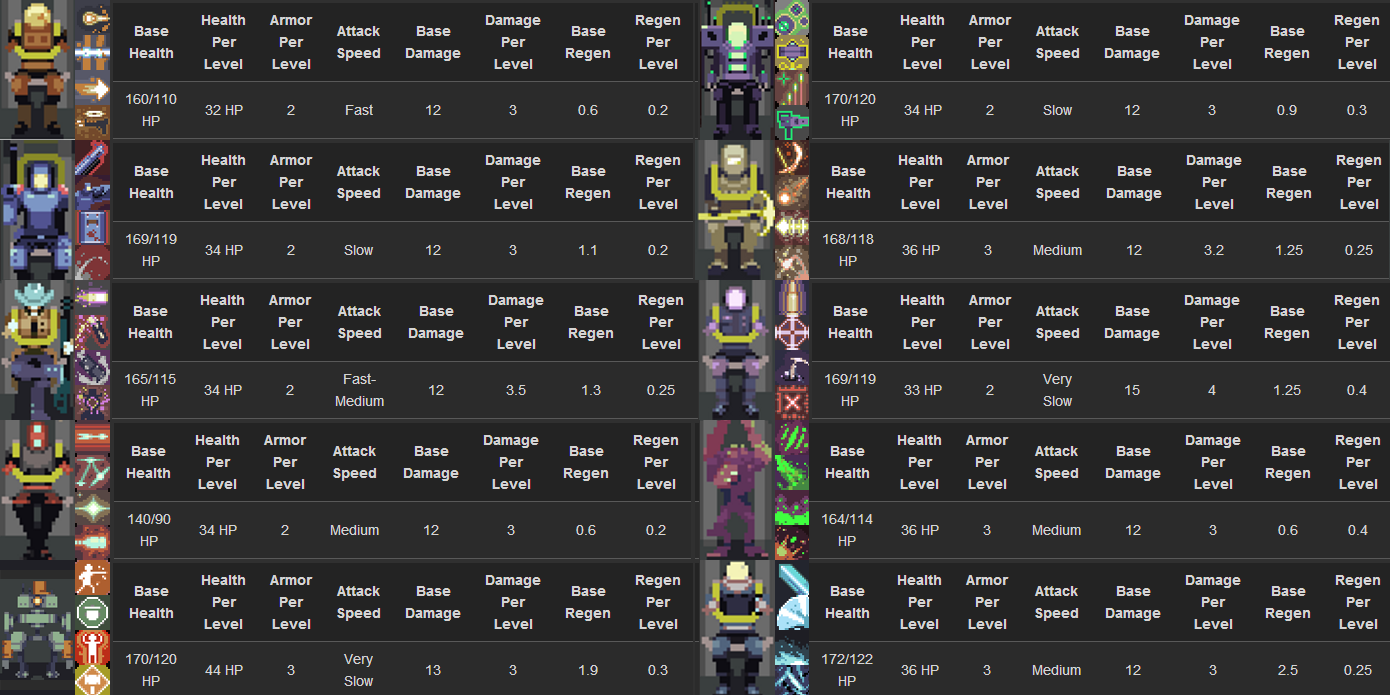 Base Health Health Per Level Armor Per Level Attack Speed Base Damage Damage Per Level Base Regen Regen Per Level
160/110 HP 32 HP 2 Fast 12 3 0.6 0.2
Base Health Health Per Level Armor Per Level Attack Speed Base Damage Damage Per Level Base Regen Regen Per Level
170/120 HP 34 HP 2 Slow 12 3 0.9 0.3
Base Health Health Per Level Armor Per Level Attack Speed Base Damage Damage Per Level Base Regen Regen Per Level
169/119 HP 34 HP 2 Slow 12 3 1.1 0.2
Base Health Health Per Level Armor Per Level Attack Speed Base Damage Damage Per Level Base Regen Regen Per Level
168/118 HP 36 HP 3 Medium 12 3.2 1.25 0.25
Base Health Health Per Level Armor Per Level Attack Speed Base Damage Damage Per Level Base Regen Regen Per Level
165/115 HP 34 HP 2 Fast-Medium 12 3.5 1.3 0.25
Base Health Health Per Level Armor Per Level Attack Speed Base Damage Damage Per Level Base Regen Regen Per Level
169/119 HP 33 HP 2 Very Slow 15 4 1.25 0.4
Base Health Health Per Level Armor Per Level Attack Speed Base Damage Damage Per Level Base Regen Regen Per Level
140/90 HP 34 HP 2 Medium 12 3 0.6 0.2
Base Health Health Per Level Armor Per Level Attack Speed Base Damage Damage Per Level Base Regen Regen Per Level
164/114 HP 36 HP 3 Medium 12 3 0.6 0.4
Base Health Health Per Level Armor Per Level Attack Speed Base Damage Damage Per Level Base Regen Regen Per Level
170/120 HP 44 HP 3 Very Slow 13 3 1.9 0.3
Base Health Health Per Level Armor Per Level Attack Speed Base Damage Damage Per Level Base Regen Regen Per Level
172/122 HP 36 HP 3 Medium 12 3 2.5 0.25